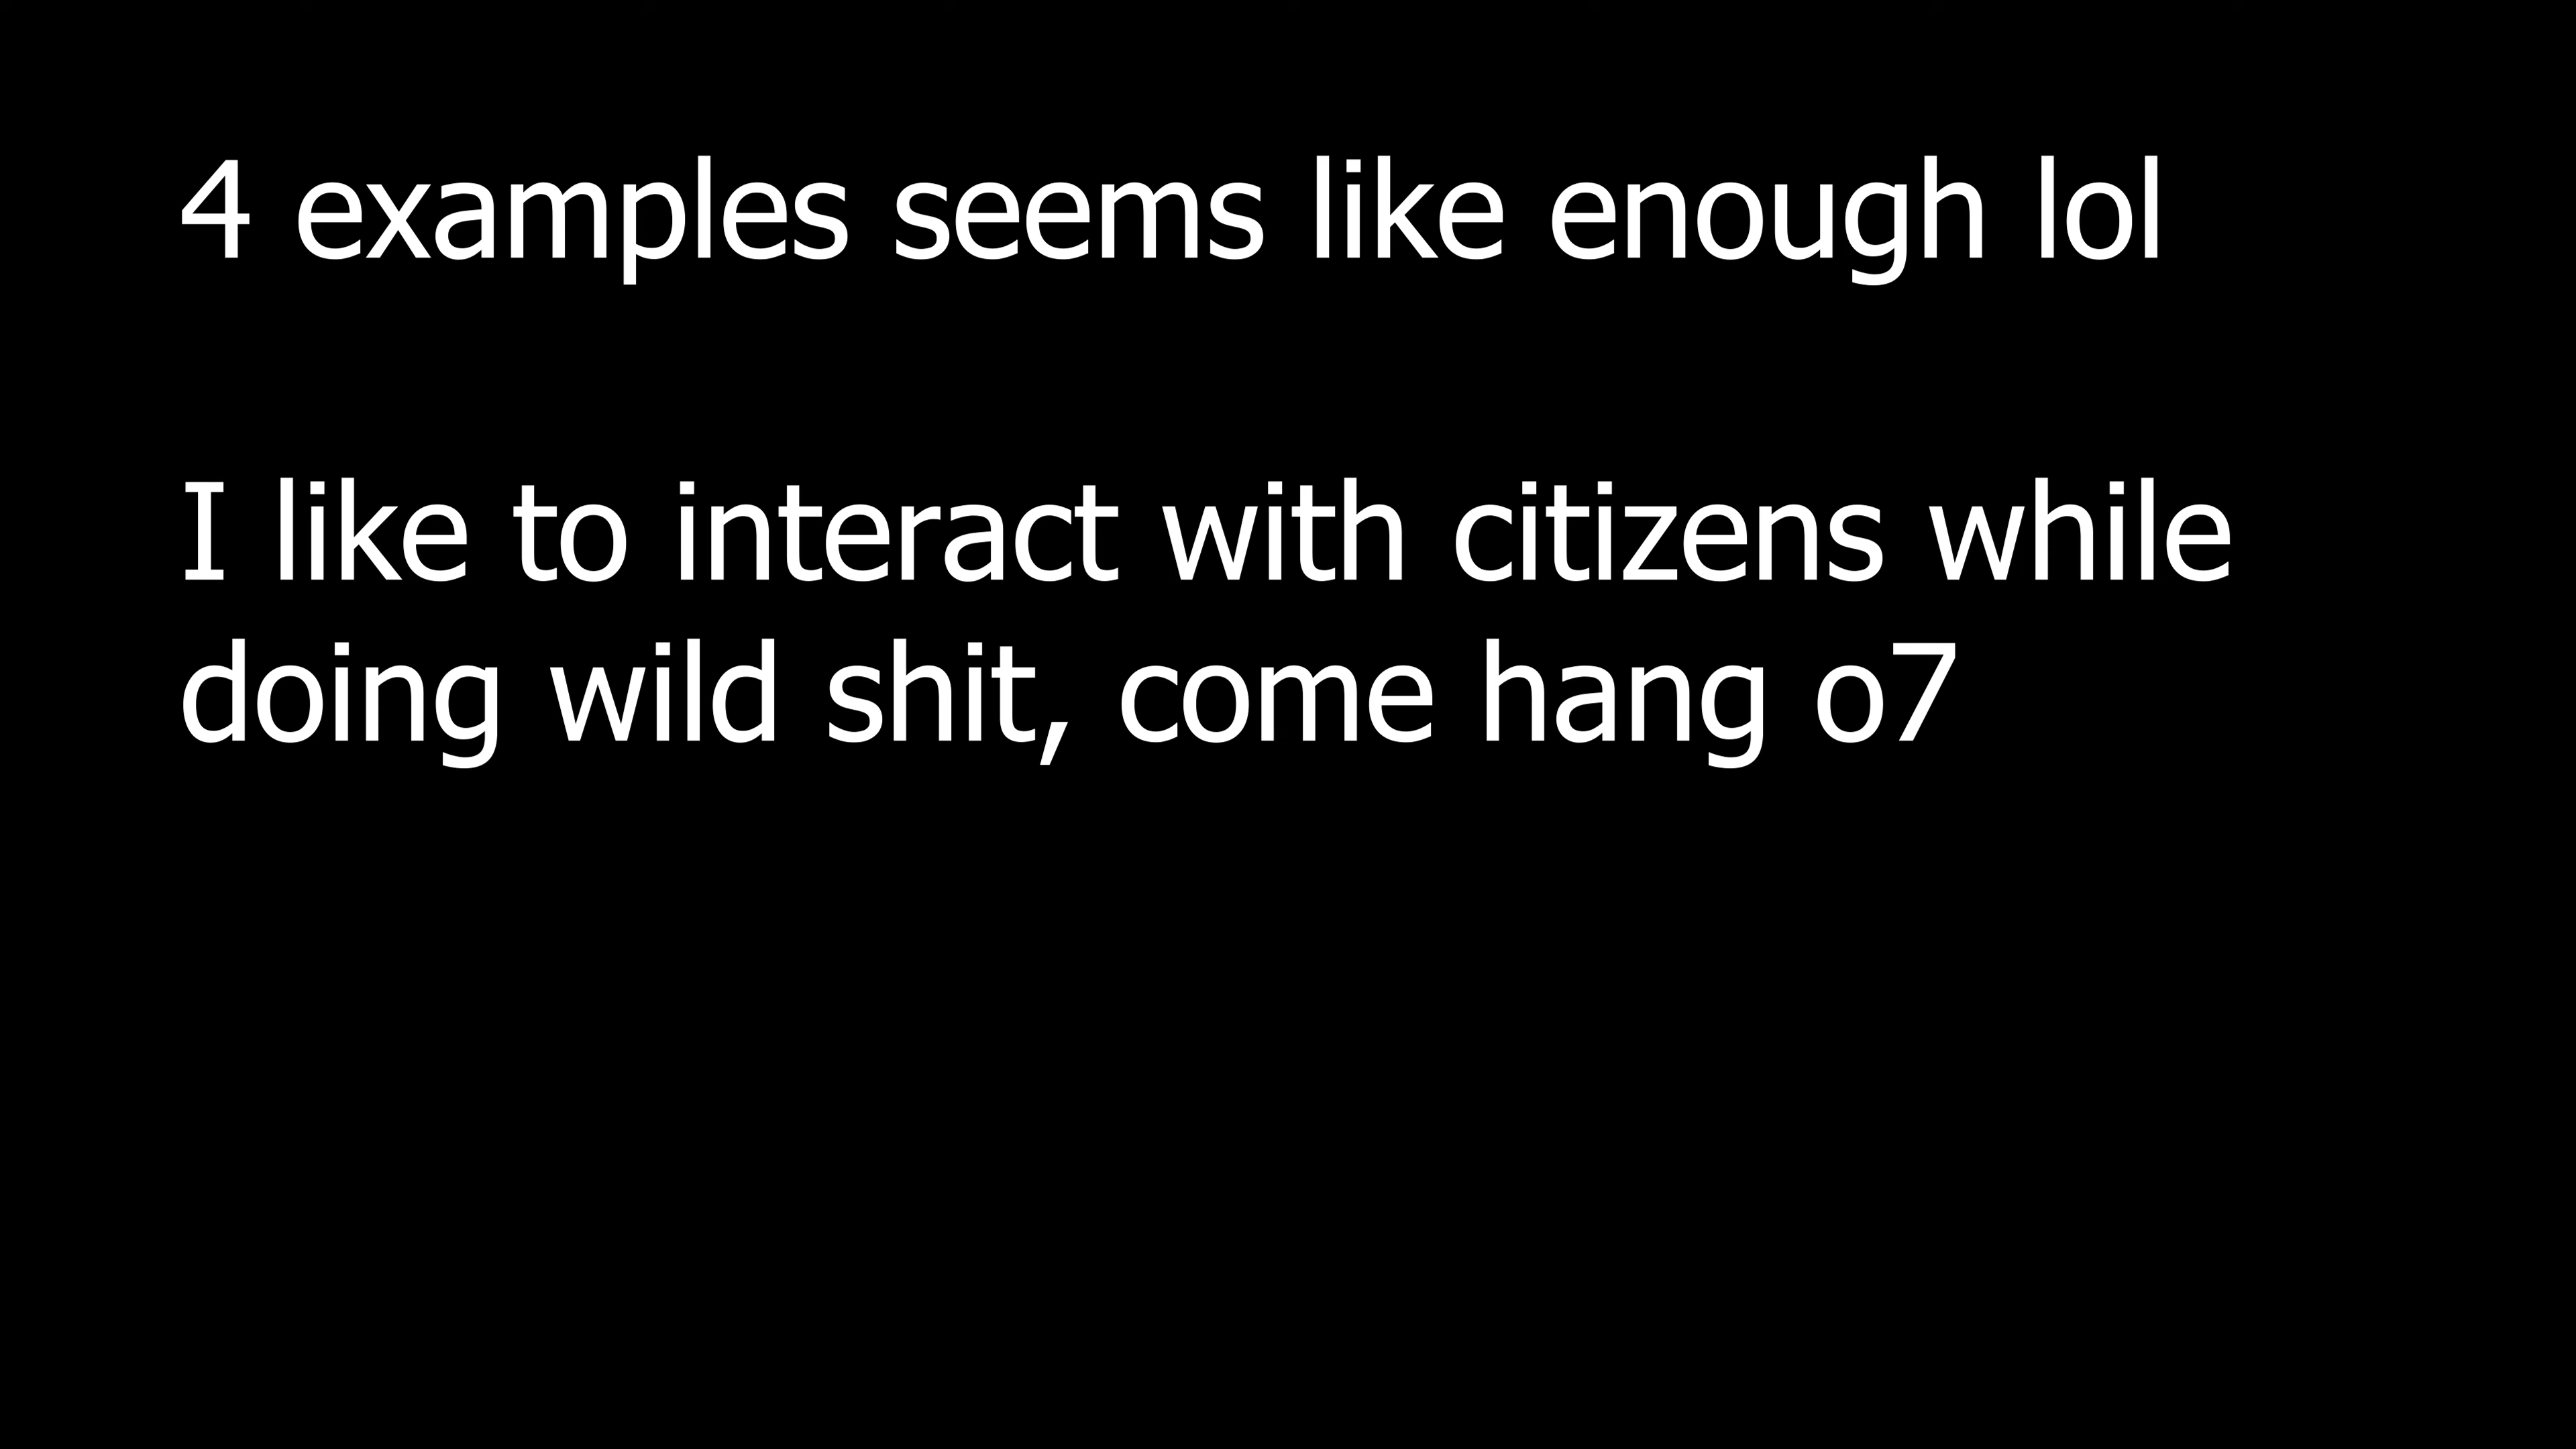 4 examples seems like enough lol
I like to interact with citizens while
doing wild shit, come hang o7